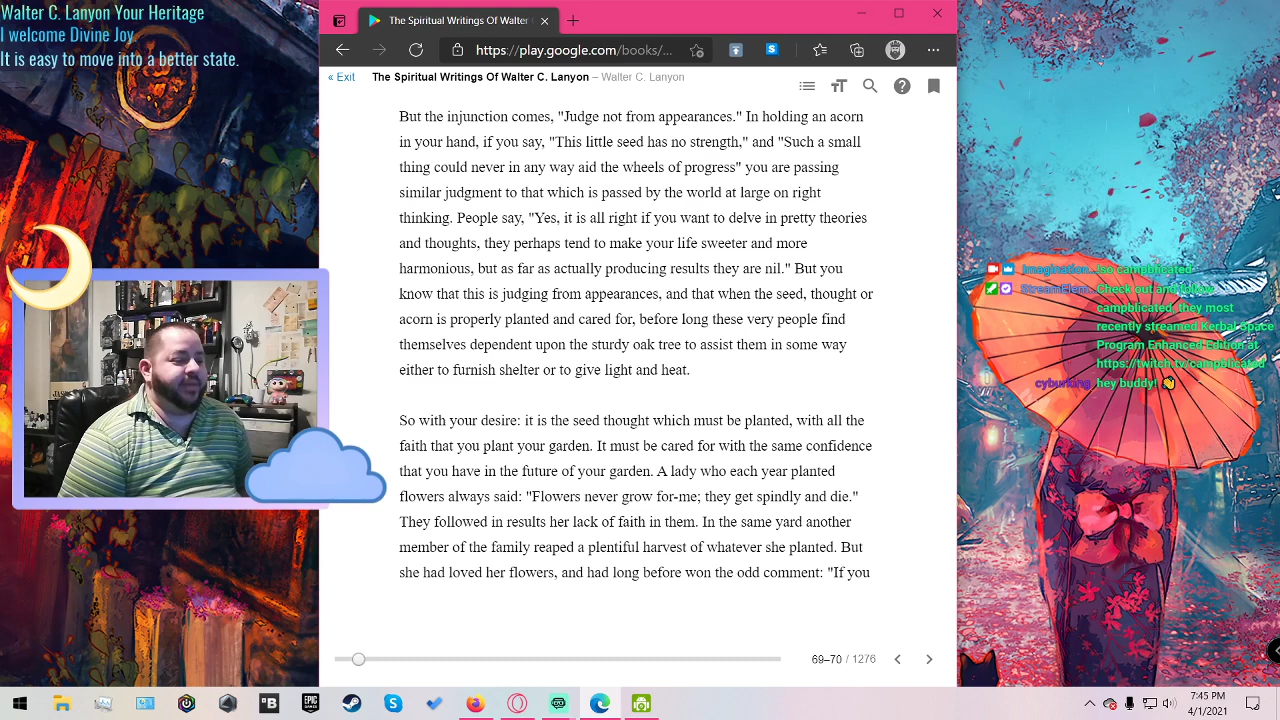 Walter C. Lanyon Your Heritage
I welcome Divine Joy
It is easy to move into a better state.
The Spiritual Writings Of Walter
https://play.google.com/books/...
« Exit
The Spiritual Writings Of Walter C. Lanyon – Walter C. Lanyon
But the injunction comes, "Judge not from appearances." In holding an acorn
in your hand, if you say, "This little seed has no strength," and "Such a small
thing could never in any way aid the wheels of progress" you are passing
similar judgment to that which is passed by the world at large on right
thinking. People say, "Yes, it is all right if you want to delve in pretty theories
and thoughts, they perhaps tend to make your life sweeter and more
harmonious, but as far as actually producing results they are nil." But you
know that this is judging from appearances, and that when the seed, thought or
acorn, is properly planted and cared for, before long these very people find
themselves dependent upon the sturdy oak tree to assist them in some way
either to furnish shelter or to give light and heat.
So with your desire: it is the seed thought which must be planted, with all the
faith that you plant your garden. It must be cared for with the same confidence
that you have in the future of your garden. A lady who each year planted
flowers always said: "Flowers never grow for-me; they get spindly and die."
They followed in results her lack of faith in them. In the same yard another
member of the family reaped a plentiful harvest of whatever she planted. But
she had loved her flowers, and had long before won the odd comment: "If you
69–70 / 1276
Imagination... !so campblicated
StreamElem... Check out and follow
campblicated, they most
recently streamed Kerbal Space
Program Enhanced Edition at
https://twitch.tv/campblicated
cyburking hey buddy!
EPIC
GAMES
7:45 PM
4/1/2021